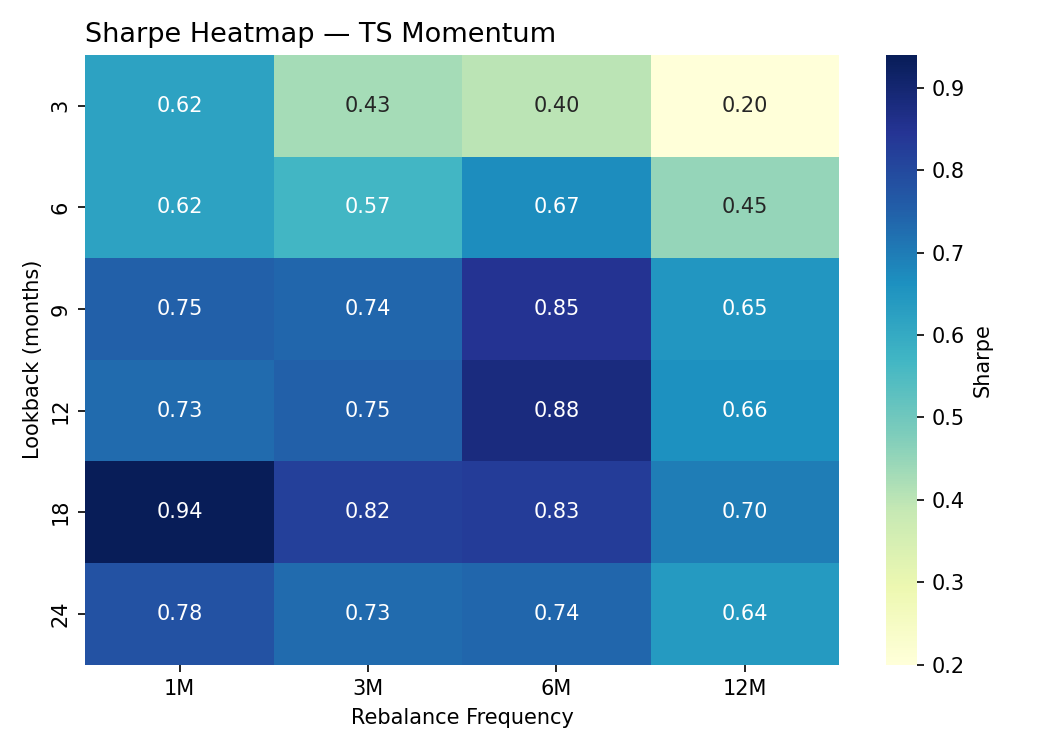 Sharpe Heatmap — TS Momentum
3 0.62 0.43 0.40 0.20
6 0.62 0.57 0.67 0.45
9 0.75 0.74 0.85 0.65
12 0.73 0.75 0.88 0.66
18 0.94 0.82 0.83 0.70
24 0.78 0.73 0.74 0.64
1M 3M 6M 12M
Rebalance Frequency
Lookback (months)
0.9
0.8
0.7
0.6
0.5
0.4
0.3
0.2
Sharpe